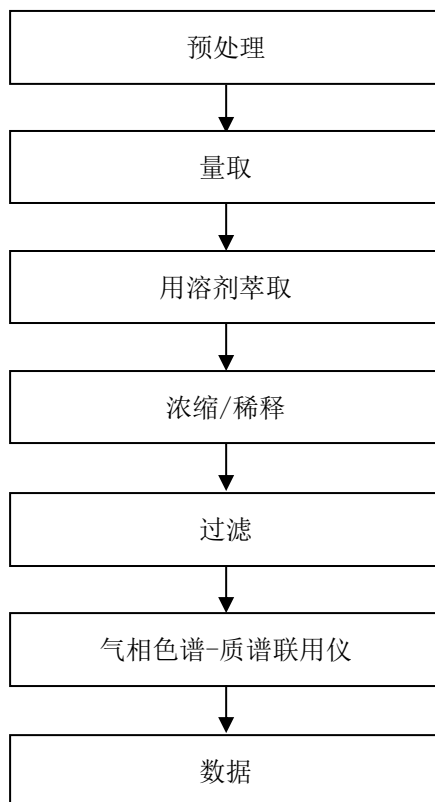 预处理
量取
用溶剂萃取
浓缩/稀释
过滤
气相色谱-质谱联用仪
数据